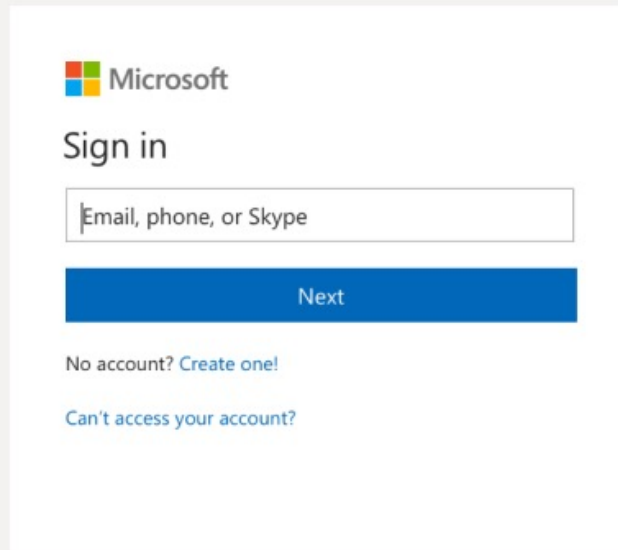 Microsoft
Sign in
Email, phone, or Skype
Next
No account? Create one!
Can't access your account?